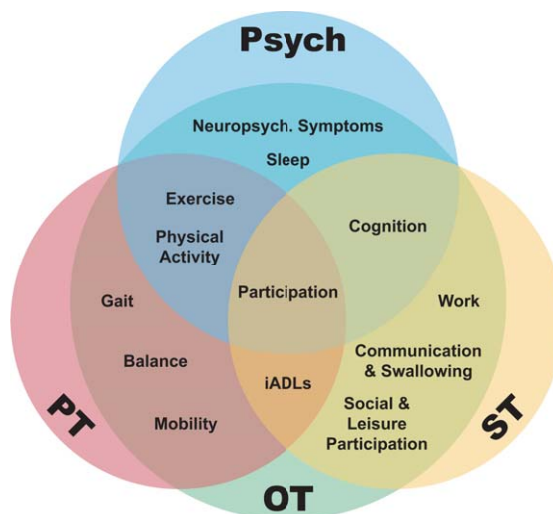 Psych
Neuropsych. Symptoms
Sleep
Exercise
Cognition
Physical
Activity
Participation
Gait
Work
Balance
Communication
& Swallowing
iADLs
Mobility
Social &
Leisure
Participation
PT
ST
OT